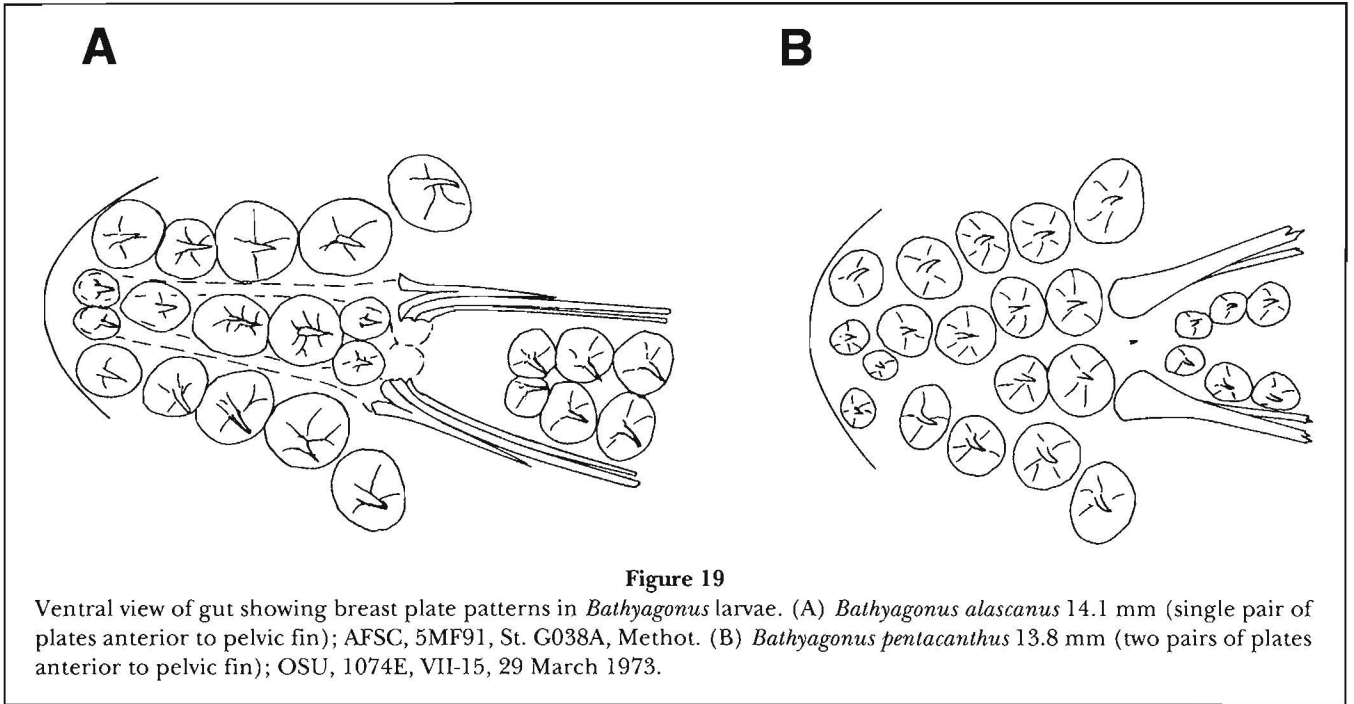 A
B
Figure 19
Ventral view of gut showing breast plate patterns in Bathyagonus larvae. (A) Bathyagonus alascanus 14.1 mm (single pair of
plates anterior to pelvic fin); AFSC, 5MF91, St. G038A, Methot. (B) Bathyagonus pentacanthus 13.8 mm (two pairs of plates
anterior to pelvic fin); OSU, 1074E, VII-15, 29 March 1973.